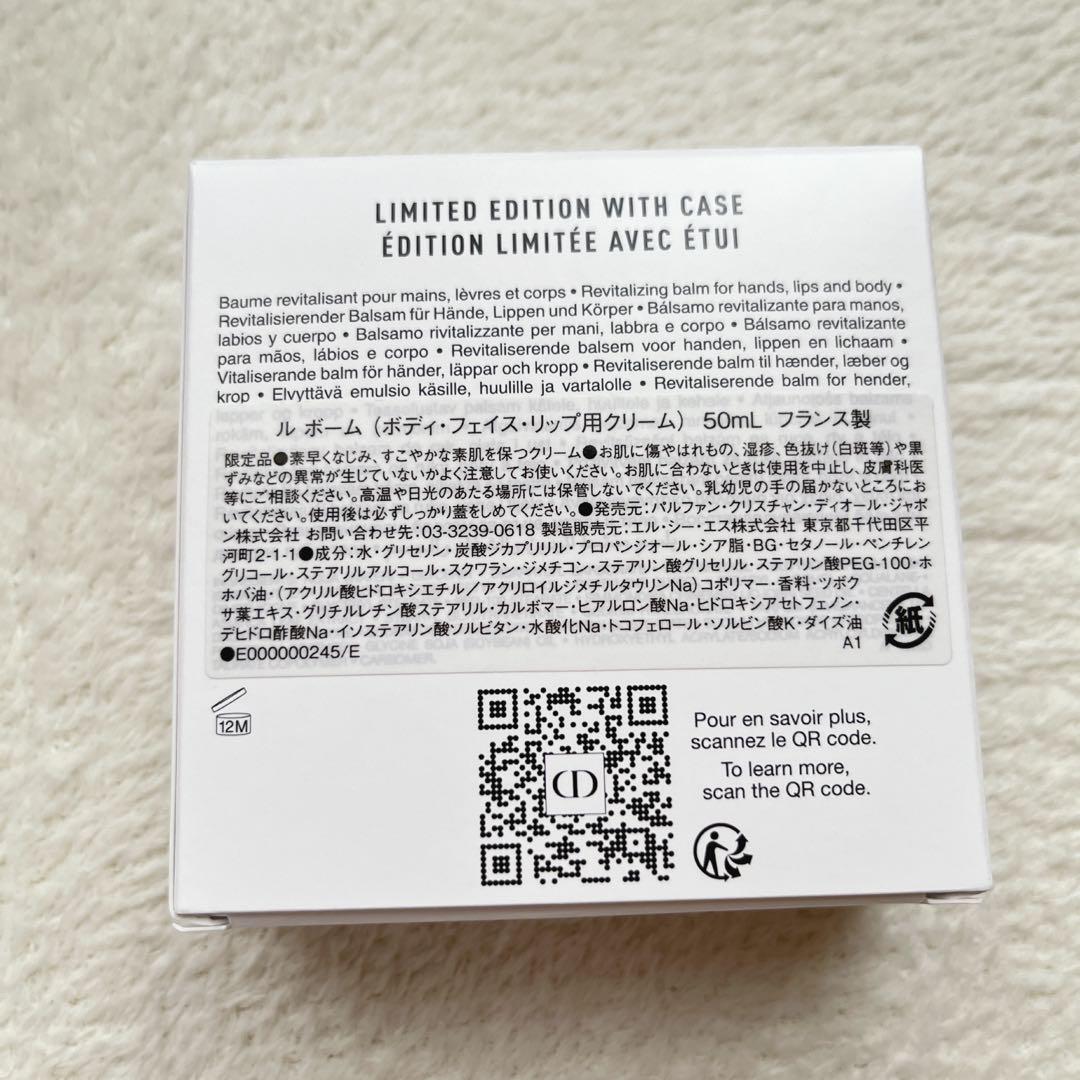 LIMITED EDITION WITH CASE
ÉDITION LIMITÉE AVEC ÉTUI
Baume revitalisant pour mains, lèvres et corps • Revitalizing balm for hands, lips and body •
Revitalisierender Balsam für Hände, Lippen und Körper • Bálsamo revitalizante para manos,
labios y cuerpo • Balsamo rivitalizzante per mani, labbra e corpo • Bálsamo revitalizante
para mãos, lábios e corpo • Revitaliserende balsem voor handen, lippen en lichaam •
Vitaliserande balm för händer, läppar och kropp • Revitaliserende balm til hænder, læber og
krop • Elvyttävä emulsio käsille, huulille ja vartalolle • Revitaliserende balm for hender,
ル ボーム（ボディ・フェイス・リップ用クリーム） 50mL フランス製
限定品●素早くなじみ、すこやかな素肌を保つクリーム●お肌に傷やはれもの、湿疹、色抜け（白斑等）や黒
ずみなどの異常が生じていないかよく注意してお使いください。お肌に合わないときは使用を中止し、皮膚科医
等にご相談ください。高温や日光のあたる場所には保管しないでください。乳幼児の手の届かないところにお
いてください。使用後は必ずしっかり蓋をしめてください。●発売元：パルファン・クリスチャン・ディオール・ジャポ
ン株式会社 お問い合わせ先：03-3239-0618 製造販売元：エル・シー・エス株式会社 東京都千代田区平
河町2-1-1●成分：水・グリセリン・炭酸ジカプリリル・プロパンジオール・シア脂・BG・セタノール・ペンチレン
グリコール・ステアリルアルコール・スクワラン・ジメチコン・ステアリン酸グリセリル・ステアリン酸PEG-100・ホ
ホバ油・（アクリル酸ヒドロキシエチル／アクリロイルジメチルタウリンNa）コポリマー・香料・ツボク
サ葉エキス・グリチルレチン酸ステアリル・カルボマー・ヒアルロン酸Na・ヒドロキシアセトフェノン・
デヒドロ酢酸Na・イソステアリン酸ソルビタン・水酸化Na・トコフェロール・ソルビン酸K・ダイズ油
●E000000245/E
A1
紙
12M
CD
Pour en savoir plus,
scannez le QR code.
To learn more,
scan the QR code.